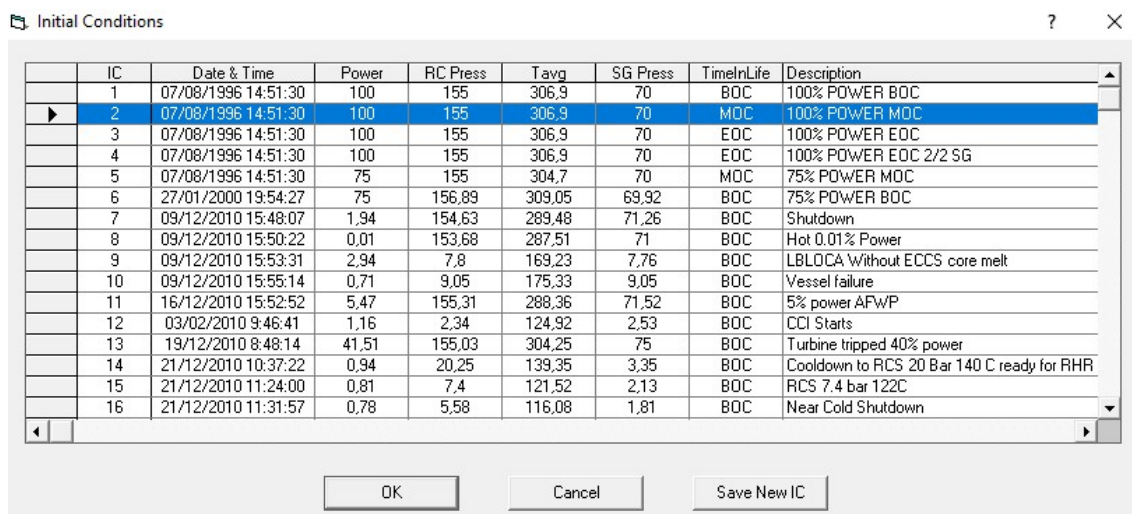 Initial Conditions ? ×
IC Date & Time Power RC Press Tavg SG Press TimeInLife Description
1 07/08/1996 14:51:30 100 155 306,9 70 BOC 100% POWER BOC
2 07/08/1996 14:51:30 100 155 306,9 70 MOC 100% POWER MOC
3 07/08/1996 14:51:30 100 155 306,9 70 EOC 100% POWER EOC
4 07/08/1996 14:51:30 100 155 306,9 70 EOC 100% POWER EOC 2/2 SG
5 07/08/1996 14:51:30 75 155 304,7 70 MOC 75% POWER MOC
6 27/01/2000 19:54:27 75 156,89 309,05 69,92 BOC 75% POWER BOC
7 09/12/2010 15:48:07 1,94 154,63 289,48 71,26 BOC Shutdown
8 09/12/2010 15:50:22 0,01 153,68 287,51 71 BOC Hot 0.01% Power
9 09/12/2010 15:53:31 2,94 7,8 169,23 7,76 BOC LBLOCA Without ECCS core melt
10 09/12/2010 15:55:14 0,71 9,05 175,33 9,05 BOC Vessel failure
11 16/12/2010 15:52:52 5,47 155,31 288,36 71,52 BOC 5% power AFWP
12 03/02/2010 9:46:41 1,16 2,34 124,92 2,53 BOC CCI Starts
13 19/12/2010 8:48:14 41,51 155,03 304,25 75 BOC Turbine tripped 40% power
14 21/12/2010 10:37:22 0,94 20,25 139,35 3,35 BOC Cooldown to RCS 20 Bar 140 C ready for RHR
15 21/12/2010 11:24:00 0,81 7,4 121,52 2,13 BOC RCS 7.4 bar 122C
16 21/12/2010 11:31:57 0,78 5,58 116,08 1,81 BOC Near Cold Shutdown
OK Cancel Save New IC